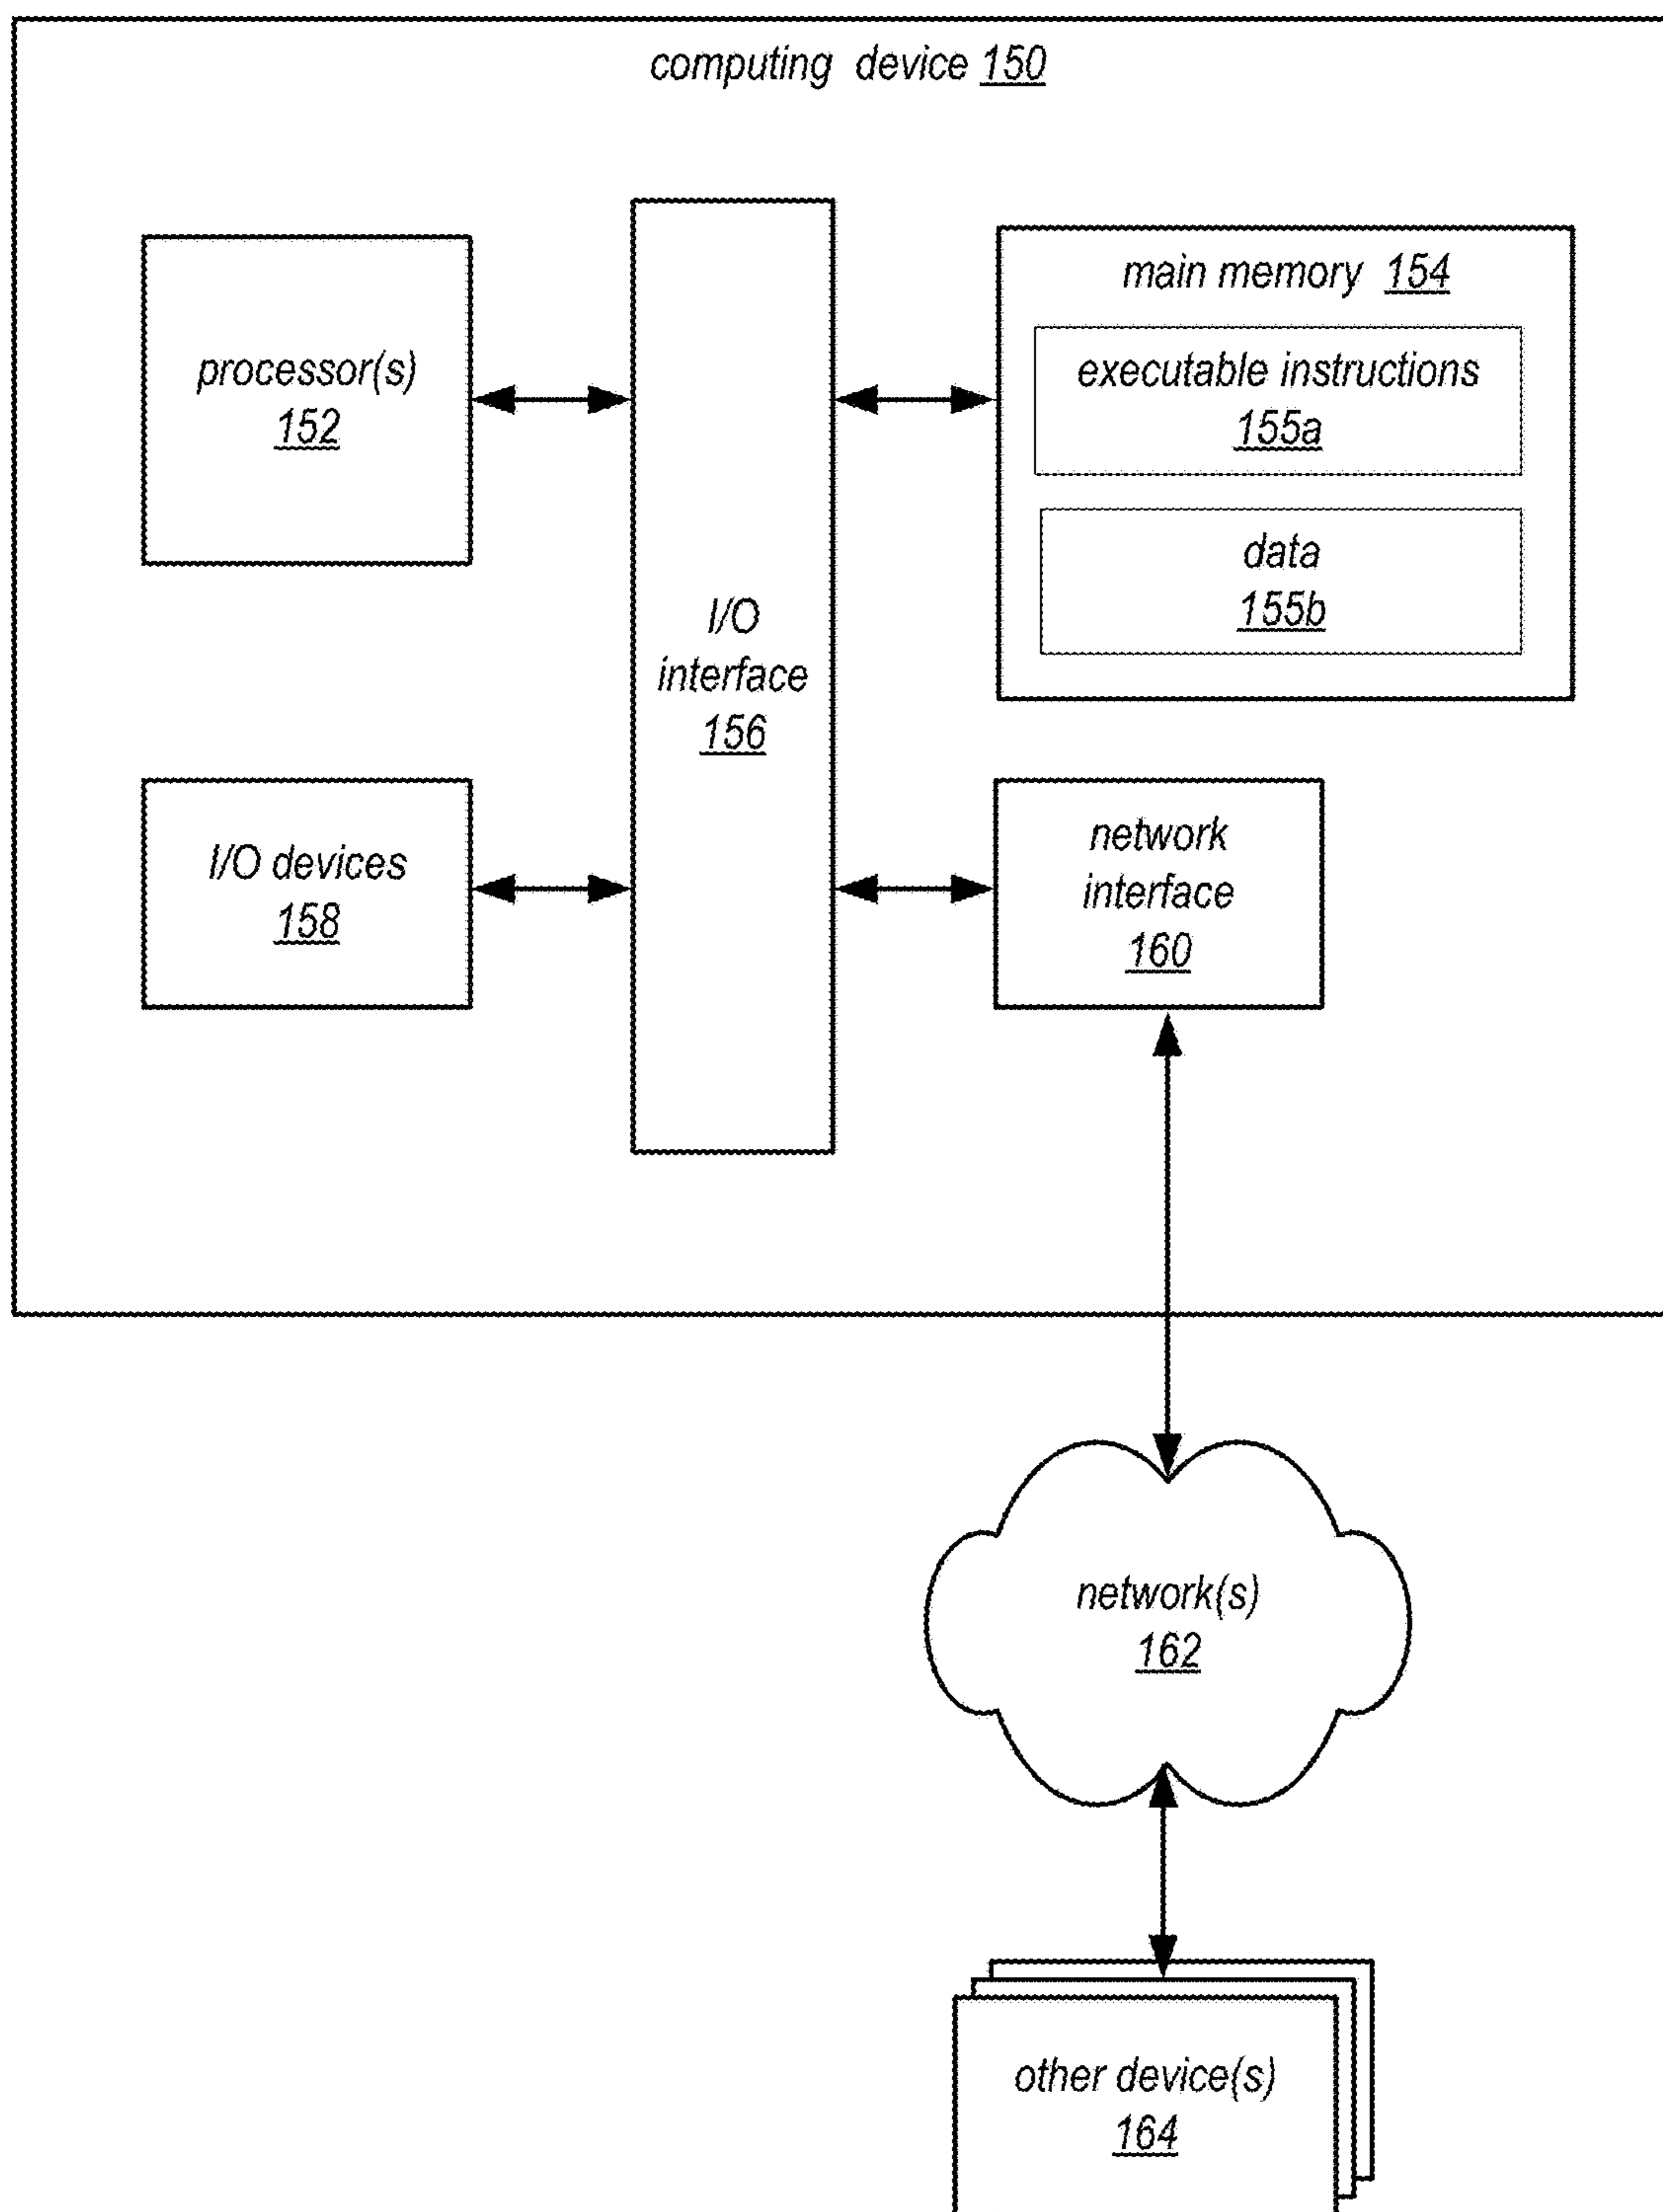 computing device 150
processor(s)
152
I/O
interface
156
main memory 154
executable instructions
155a
data
155b
I/O devices
158
network
interface
160
network(s)
162
other device(s)
164